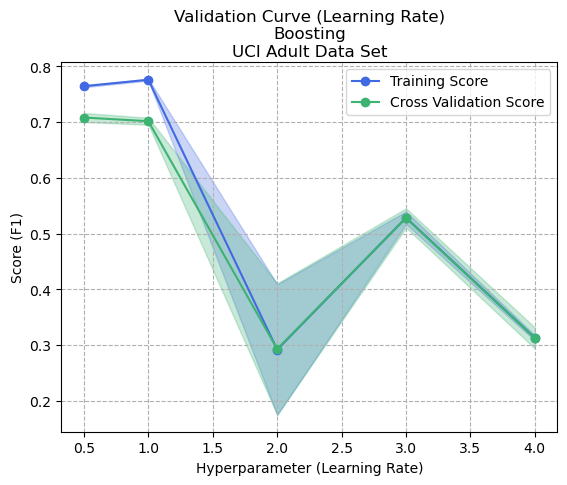 Validation Curve (Learning Rate)
Boosting
UCI Adult Data Set
Training Score
Cross Validation Score
Score (F1)
0.8
0.7
0.6
0.5
0.4
0.3
0.2
0.5 1.0 1.5 2.0 2.5 3.0 3.5 4.0
Hyperparameter (Learning Rate)